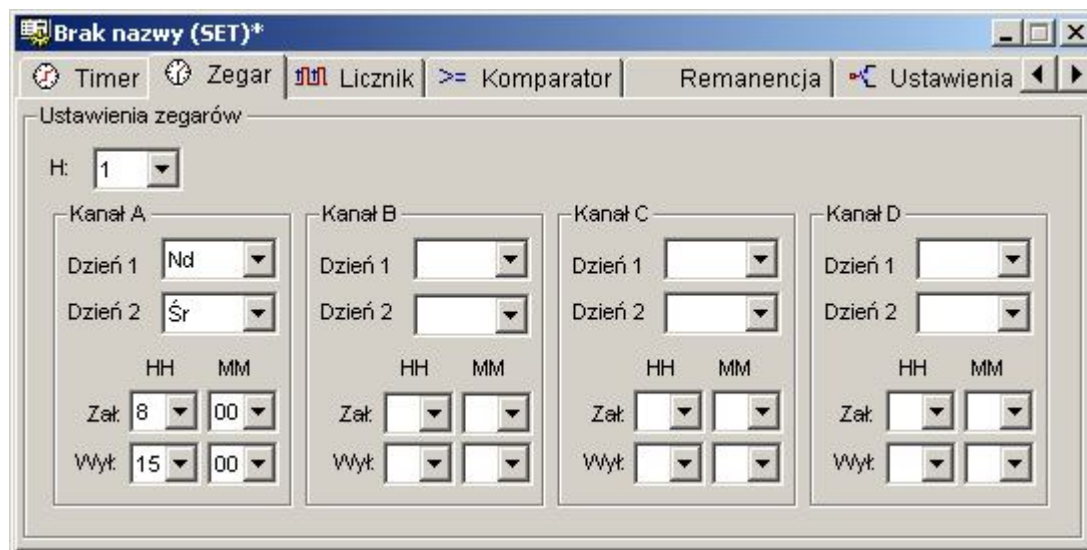 Brak nazwy (SET)*
Timer Zegar Licznik >= Komparator Remanencja Ustawienia
Ustawienia zegarów
H: 1
Kanał A Kanał B Kanał C Kanał D
Dzień 1 Nd Dzień 1 Dzień 1 Dzień 1
Dzień 2 Śr Dzień 2 Dzień 2 Dzień 2
HH MM HH MM HH MM HH MM
Zał: 8 00 Zał: Zał: Zał:
Wył: 15 00 Wył: Wył: Wył: